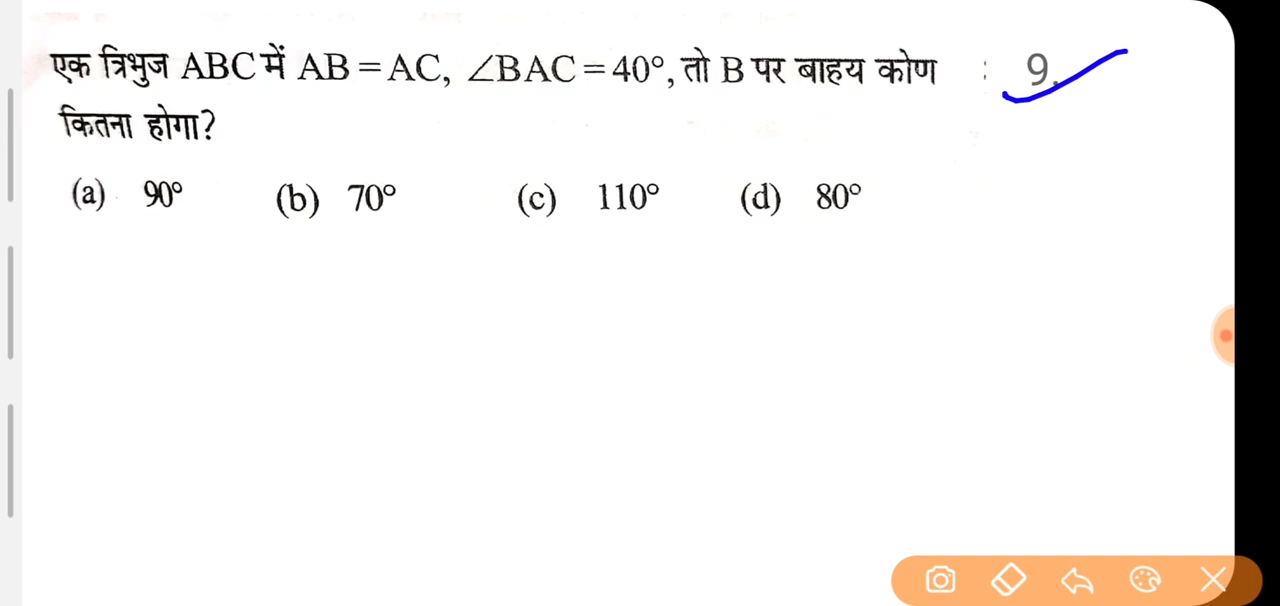 एक त्रिभुज ABC में AB = AC, ∠BAC = 40°, तो B पर बाहय कोण : 9.
कितना होगा?
(a) 90° (b) 70° (c) 110° (d) 80°